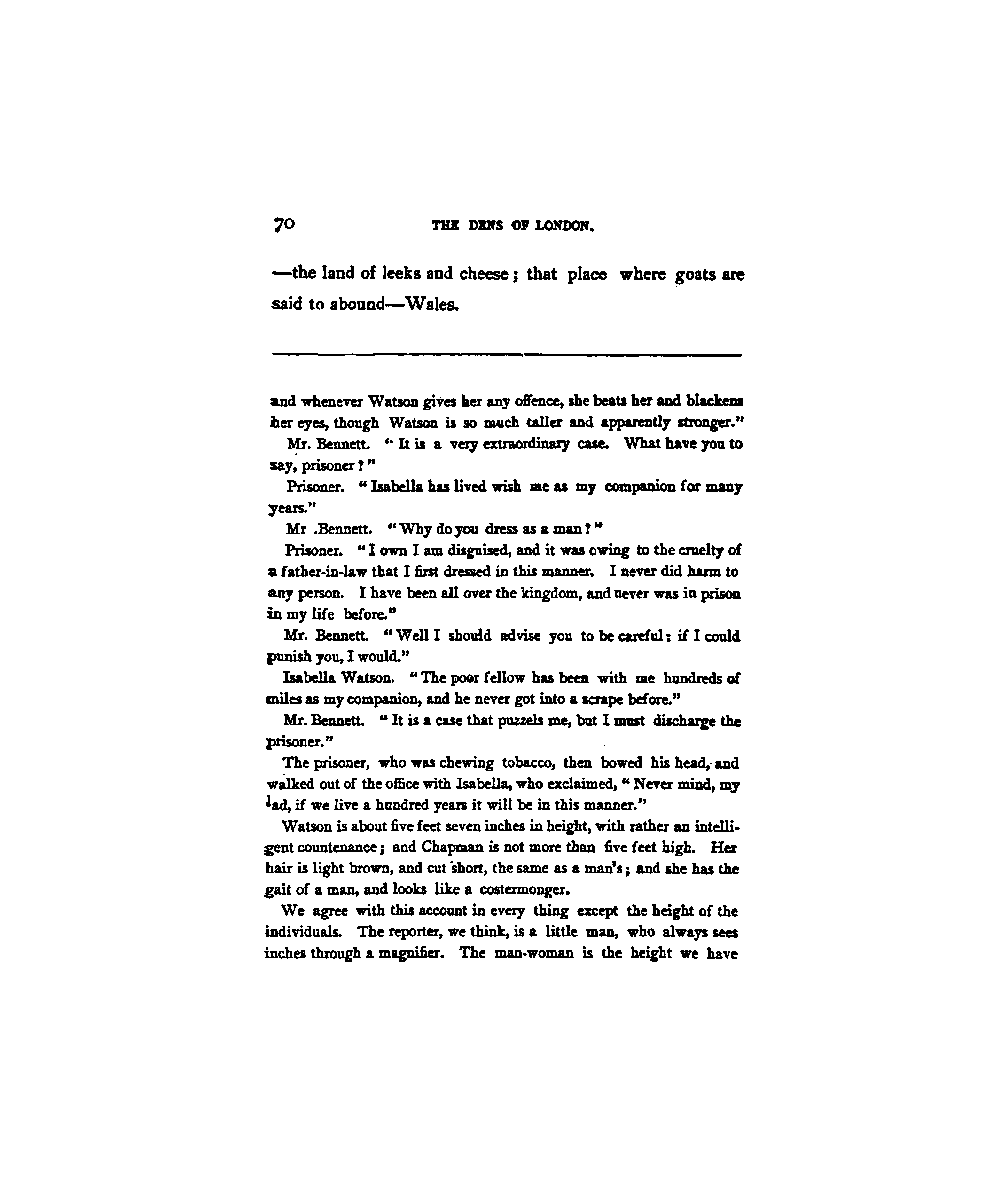 70 THE DENS OF LONDON.
—the land of leeks and cheese; that place where goats are
said to abound—Wales.
and whenever Watson gives her any offence, she beats her and blackens
her eyes, though Watson is so much taller and apparently stronger."
Mr. Bennett. "It is a very extraordinary case. What have you to
say, prisoner?"
Prisoner. "Isabella has lived wish me as my companion for many
years."
Mr .Bennett. "Why do you dress as a man?"
Prisoner. "I own I am disguised, and it was owing to the cruelty of
a father-in-law that I first dressed in this manner. I never did harm to
any person. I have been all over the kingdom, and never was in prison
in my life before."
Mr. Bennett. "Well I should advise you to be careful: if I could
punish you, I would."
Isabella Watson. "The poor fellow has been with me hundreds of
miles as my companion, and he never got into a scrape before."
Mr. Bennett. "It is a case that puzzels me, but I must discharge the
prisoner."
The prisoner, who was chewing tobacco, then bowed his head, and
walked out of the office with Isabella, who exclaimed, "Never mind, my
lad, if we live a hundred years it will be in this manner."
Watson is about five feet seven inches in height, with rather an intelli-
gent countenance; and Chapman is not more than five feet high. Her
hair is light brown, and cut short, the same as a man's; and she has the
gait of a man, and looks like a costermonger.
We agree with this account in every thing except the height of the
individuals. The reporter, we think, is a little man, who always sees
inches through a magnifier. The man-woman is the height we have